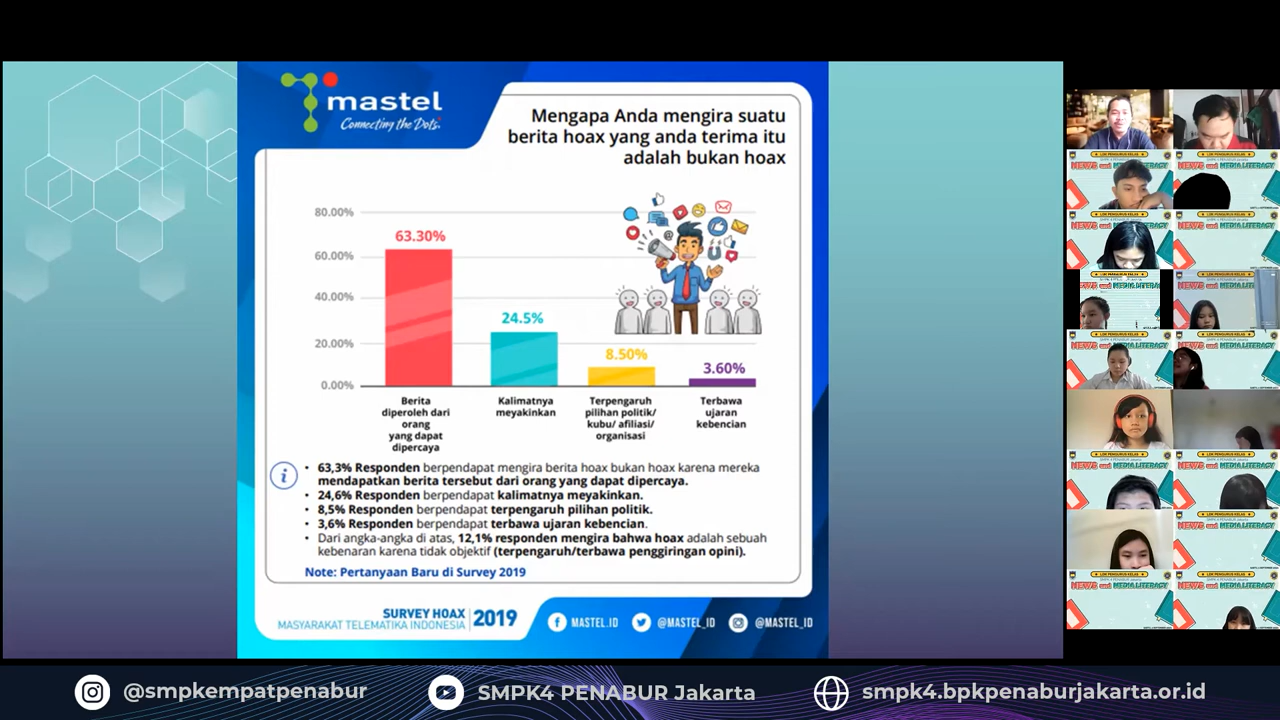 mastel
Connecting the Dots
Mengapa Anda mengira suatu
berita hoax yang anda terima itu
adalah bukan hoax
80.00%
60.00%
40.00%
20.00%
0.00%
63.30%
24.5%
8.50%
3.60%
Berita
diperoleh dari
orang
yang dapat
dipercaya
Kalimatnya
meyakinkan
Terpengaruh
pilihan politik/
kubu/ afiliasi/
organisasi
Terbawa
ujaran
kebencian
• 63,3% Responden berpendapat mengira berita hoax bukan hoax karena mereka
mendapatkan berita tersebut dari orang yang dapat dipercaya.
• 24,6% Responden berpendapat kalimatnya meyakinkan.
• 8,5% Responden berpendapat terpengaruh pilihan politik.
• 3,6% Responden berpendapat terbawa ujaran kebencian.
• Dari angka-angka di atas, 12,1% responden mengira bahwa hoax adalah sebuah
kebenaran karena tidak objektif (terpengaruh/terbawa penggiringan opini).
Note: Pertanyaan Baru di Survey 2019
SURVEY HOAX
MASYARAKAT TELEMATIKA INDONESIA
2019
MASTEL.ID
@MASTEL_ID
@MASTEL_ID
LDK PENGURUS KELAS
SMPK 4 PENABUR Jakarta
NEWS and MEDIA LITERACY
@smpkempatpenabur
SMPK4 PENABUR Jakarta
smpk4.bpkpenaburjakarta.or.id